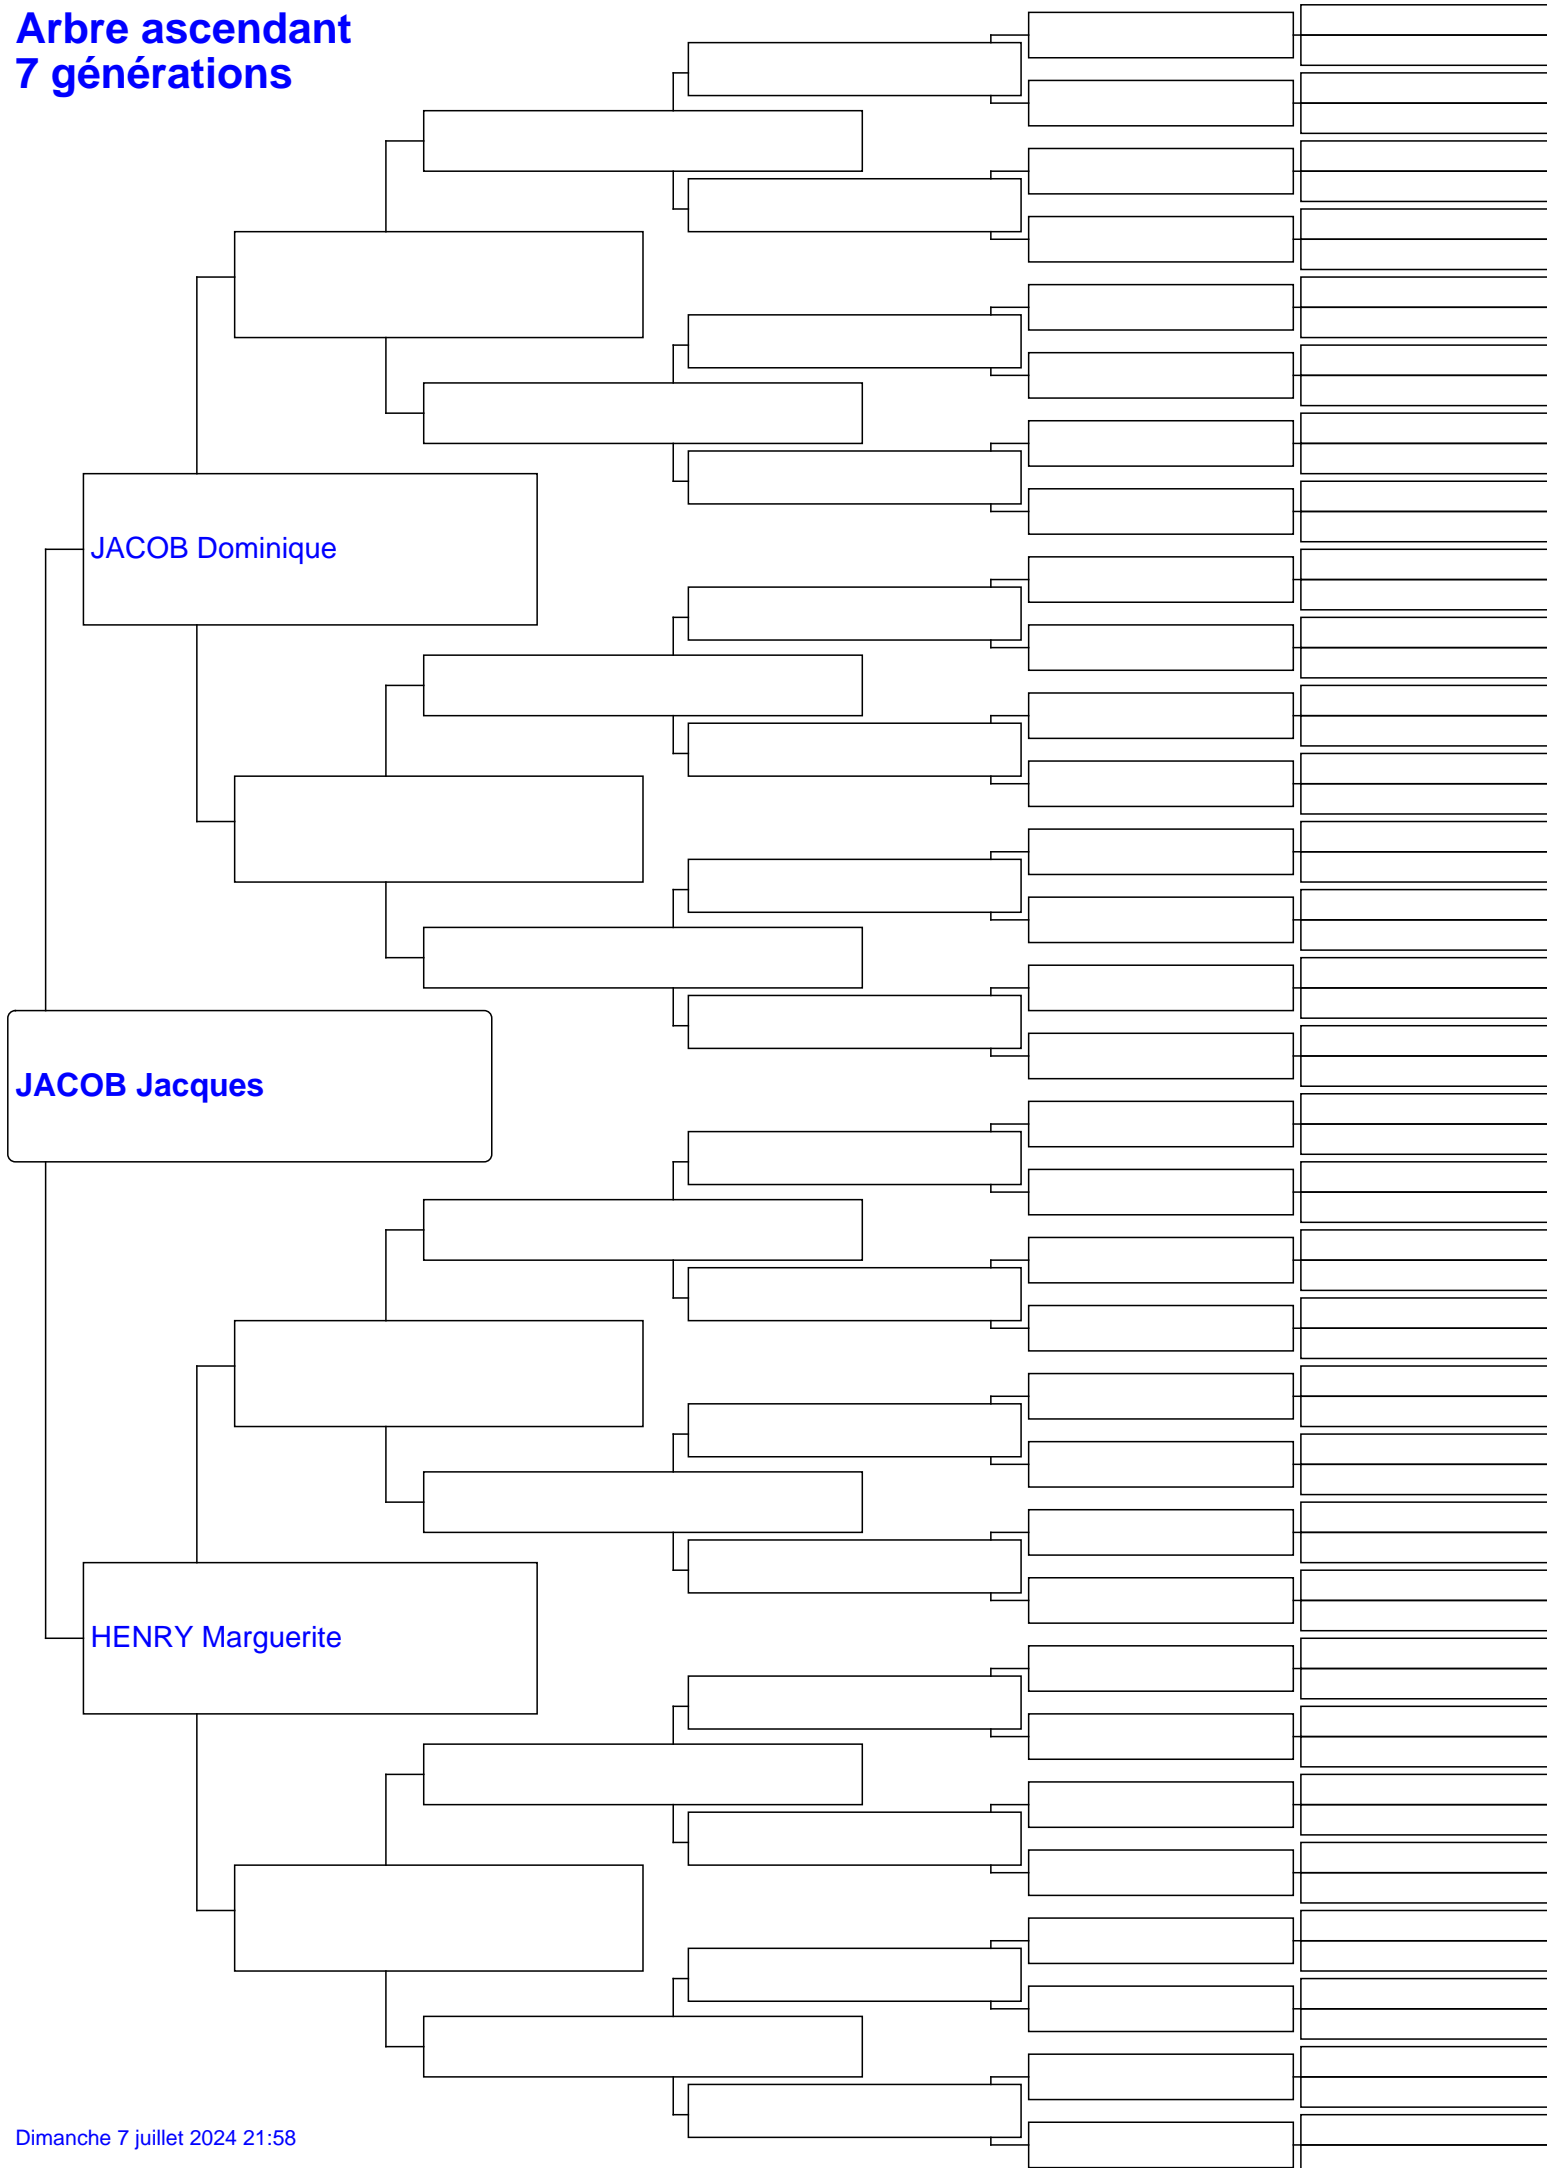 Arbre ascendant
7 générations
JACOB Dominique
JACOB Jacques
HENRY Marguerite
Dimanche 7 juillet 2024 21:58